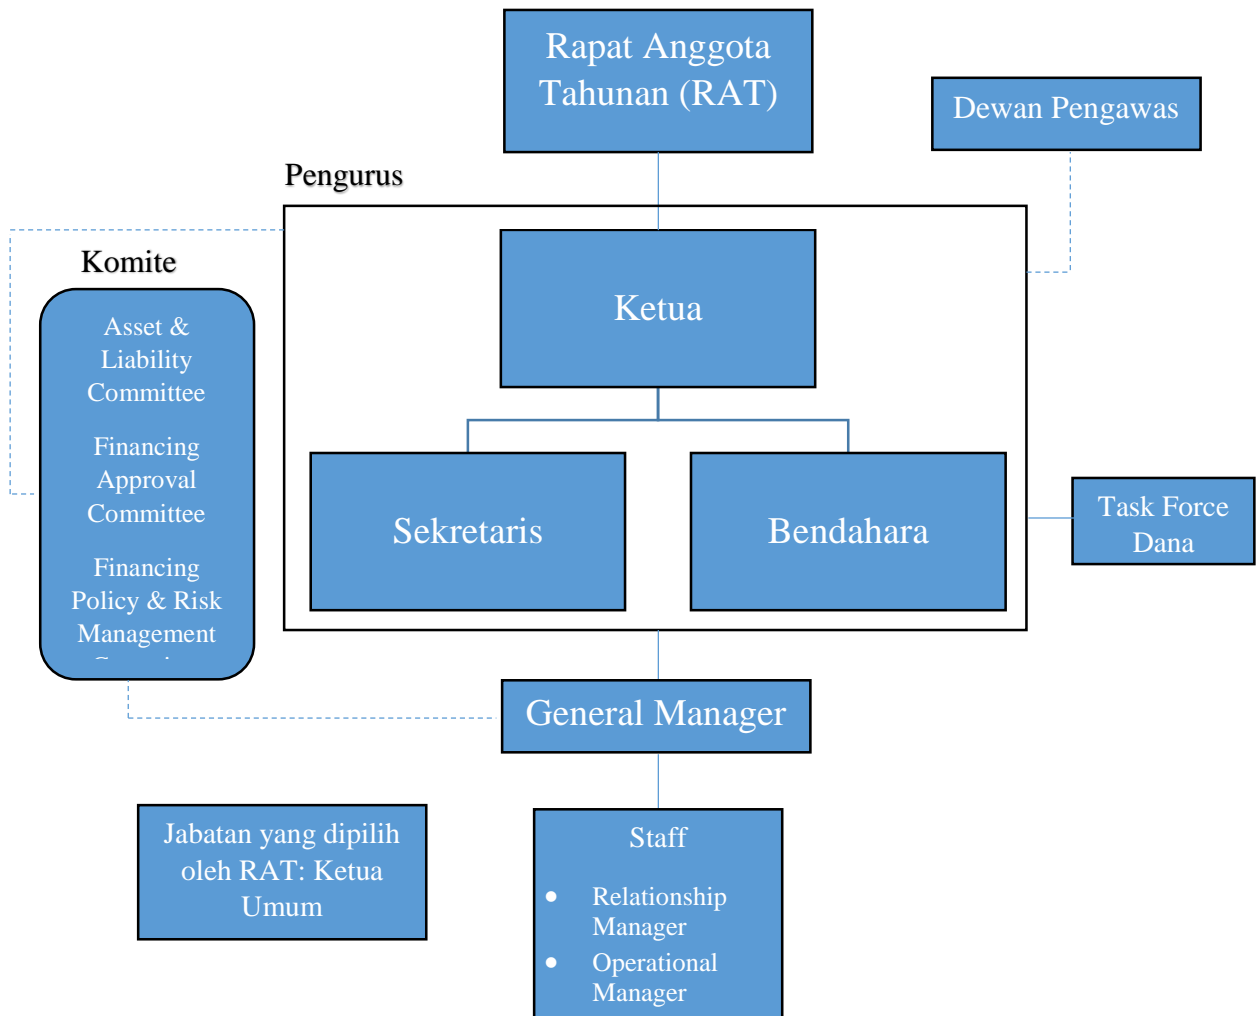 Rapat Anggota
Tahunan (RAT)
Dewan Pengawas
Pengurus
Komite
Asset &
Liability
Committee
Financing
Approval
Committee
Financing
Policy & Risk
Management
Ketua
Sekretaris
Bendahara
Task Force
Dana
General Manager
Jabatan yang dipilih
oleh RAT: Ketua
Umum
Staff
• Relationship
Manager
• Operational
Manager